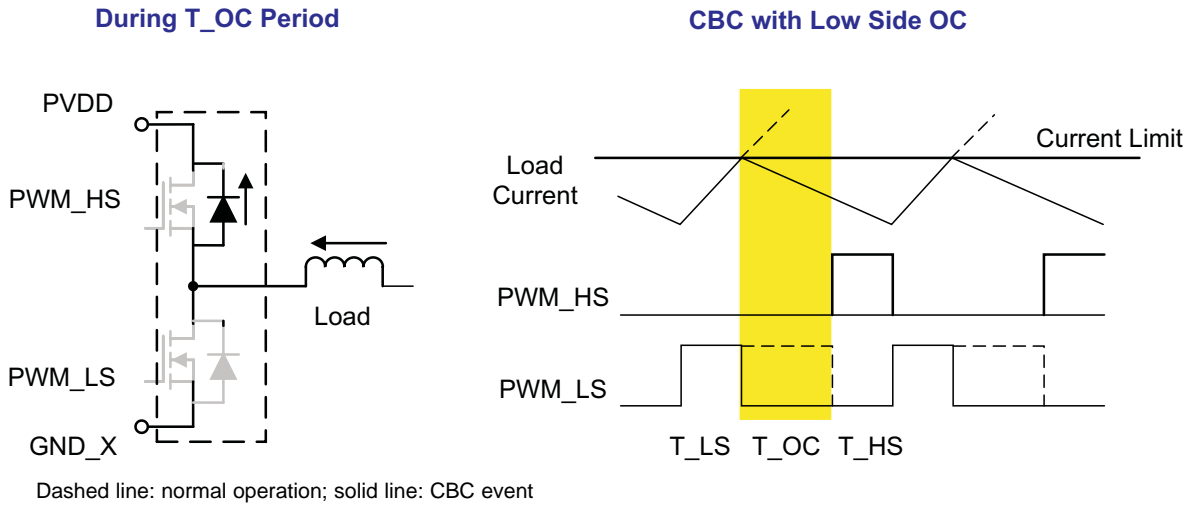 During T_OC Period
CBC with Low Side OC
PVDD
PWM_HS
Load
PWM_LS
GND_X
Load
Current
Current Limit
PWM_HS
PWM_LS
T_LS T_OC T_HS
Dashed line: normal operation; solid line: CBC event